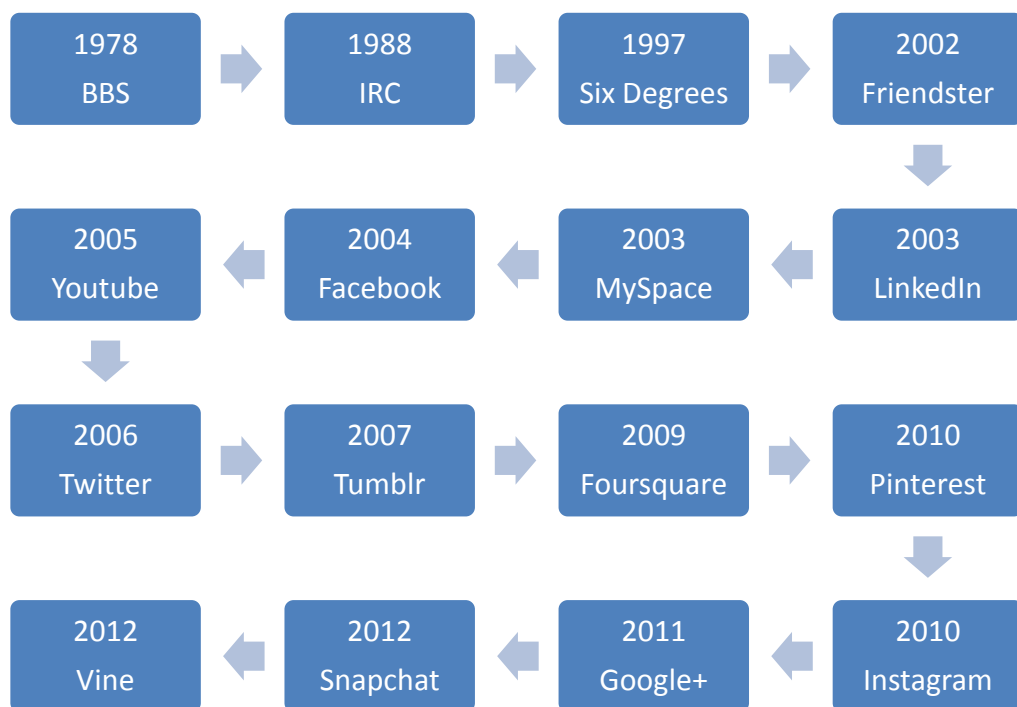 1978
BBS
1988
IRC
1997
Six Degrees
2002
Friendster
2003
LinkedIn
2003
MySpace
2004
Facebook
2005
Youtube
2006
Twitter
2007
Tumblr
2009
Foursquare
2010
Pinterest
2010
Instagram
2011
Google+
2012
Snapchat
2012
Vine